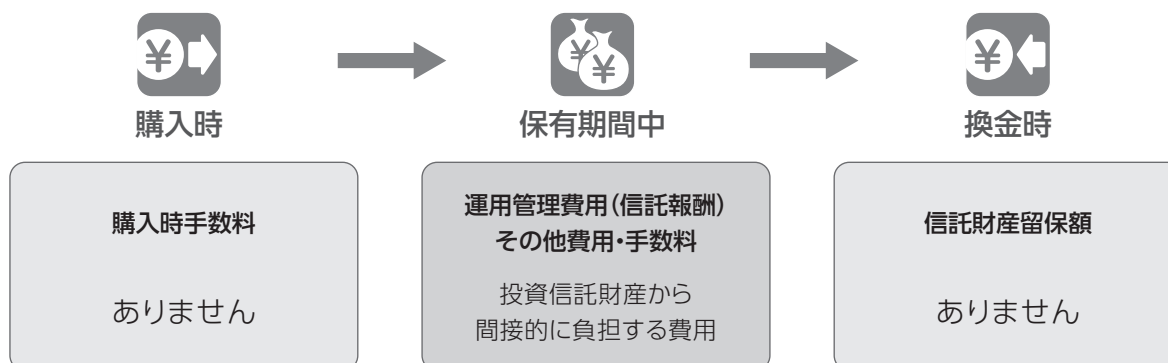 ¥
購入時
購入時手数料
ありません
¥
¥
保有期間中
運用管理費用(信託報酬)
その他費用・手数料
投資信託財産から
間接的に負担する費用
¥
換金時
信託財産留保額
ありません